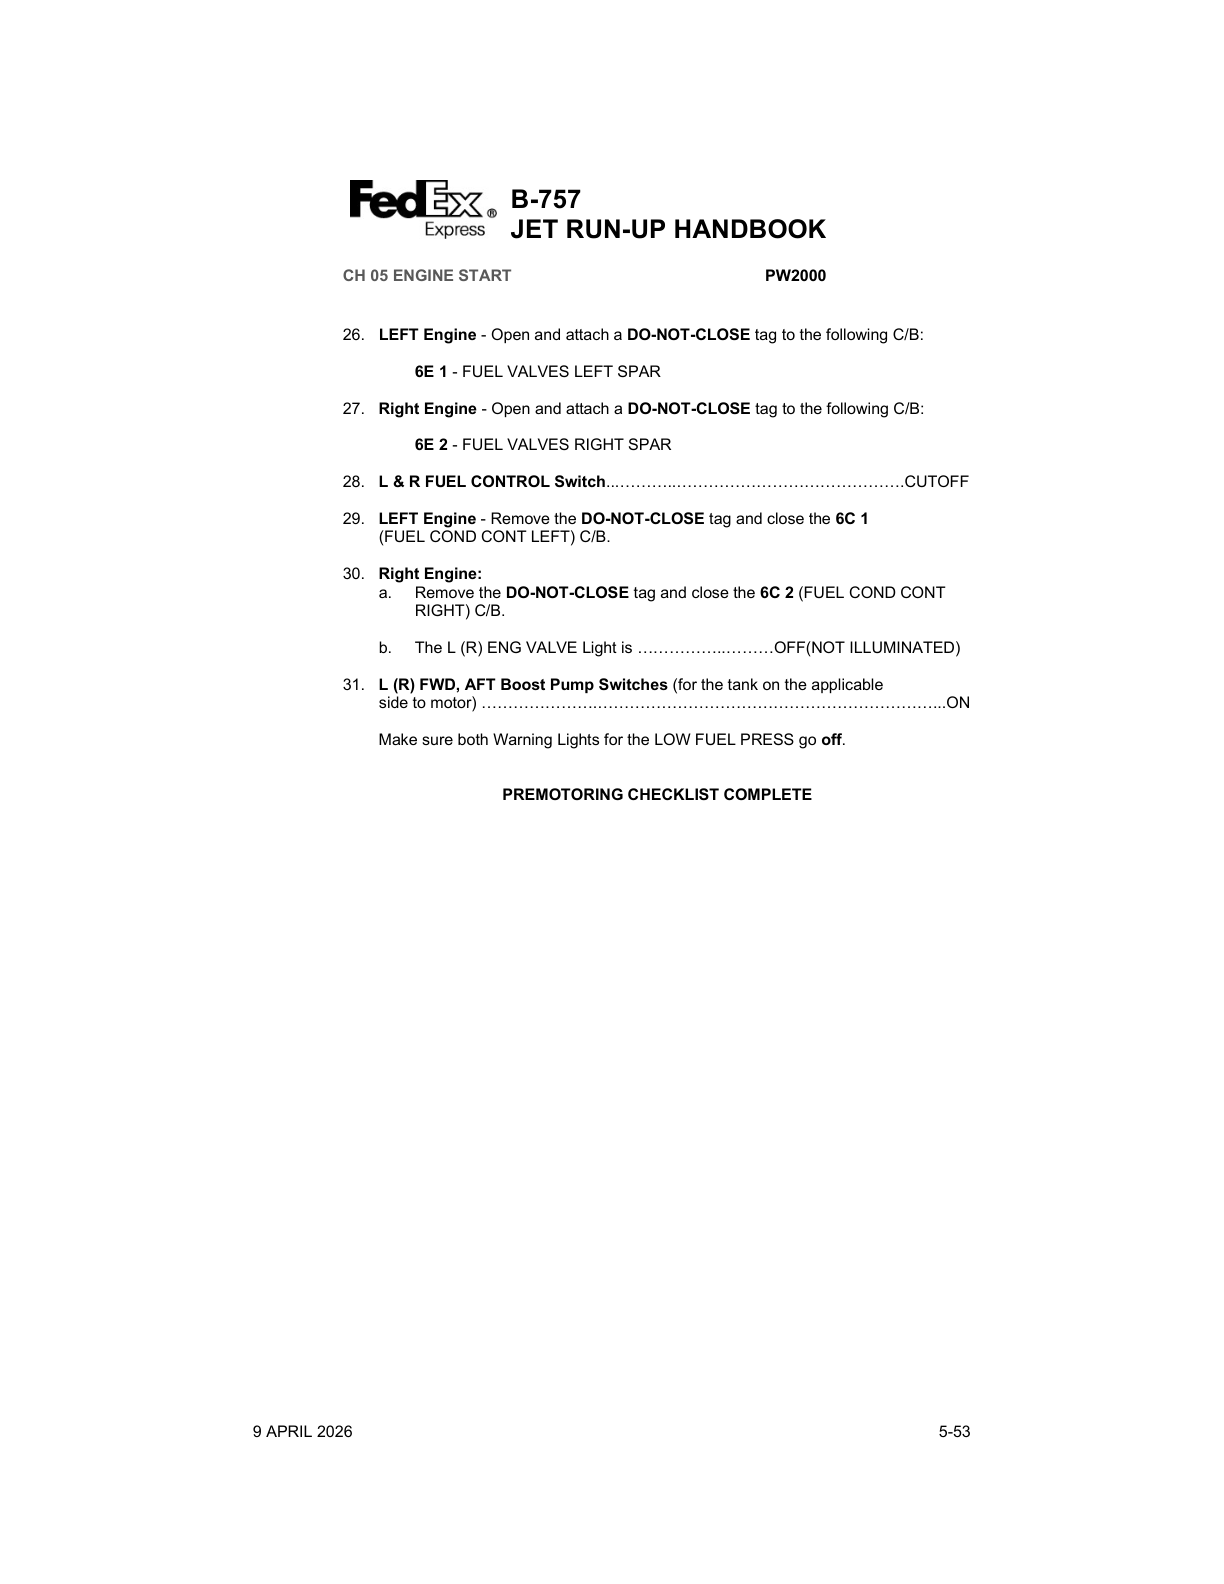 FedEx® B-757
Express JET RUN-UP HANDBOOK
CH 05 ENGINE START PW2000
26. LEFT Engine - Open and attach a DO-NOT-CLOSE tag to the following C/B:
6E 1 - FUEL VALVES LEFT SPAR
27. Right Engine - Open and attach a DO-NOT-CLOSE tag to the following C/B:
6E 2 - FUEL VALVES RIGHT SPAR
28. L & R FUEL CONTROL Switch...………..…………………………………….CUTOFF
29. LEFT Engine - Remove the DO-NOT-CLOSE tag and close the 6C 1
(FUEL COND CONT LEFT) C/B.
30. Right Engine:
a. Remove the DO-NOT-CLOSE tag and close the 6C 2 (FUEL COND CONT
RIGHT) C/B.
b. The L (R) ENG VALVE Light is ……………..………OFF(NOT ILLUMINATED)
31. L (R) FWD, AFT Boost Pump Switches (for the tank on the applicable
side to motor) ………………….…………………………….…………………………...ON
Make sure both Warning Lights for the LOW FUEL PRESS go off.
PREMOTORING CHECKLIST COMPLETE
9 APRIL 2026 5-53